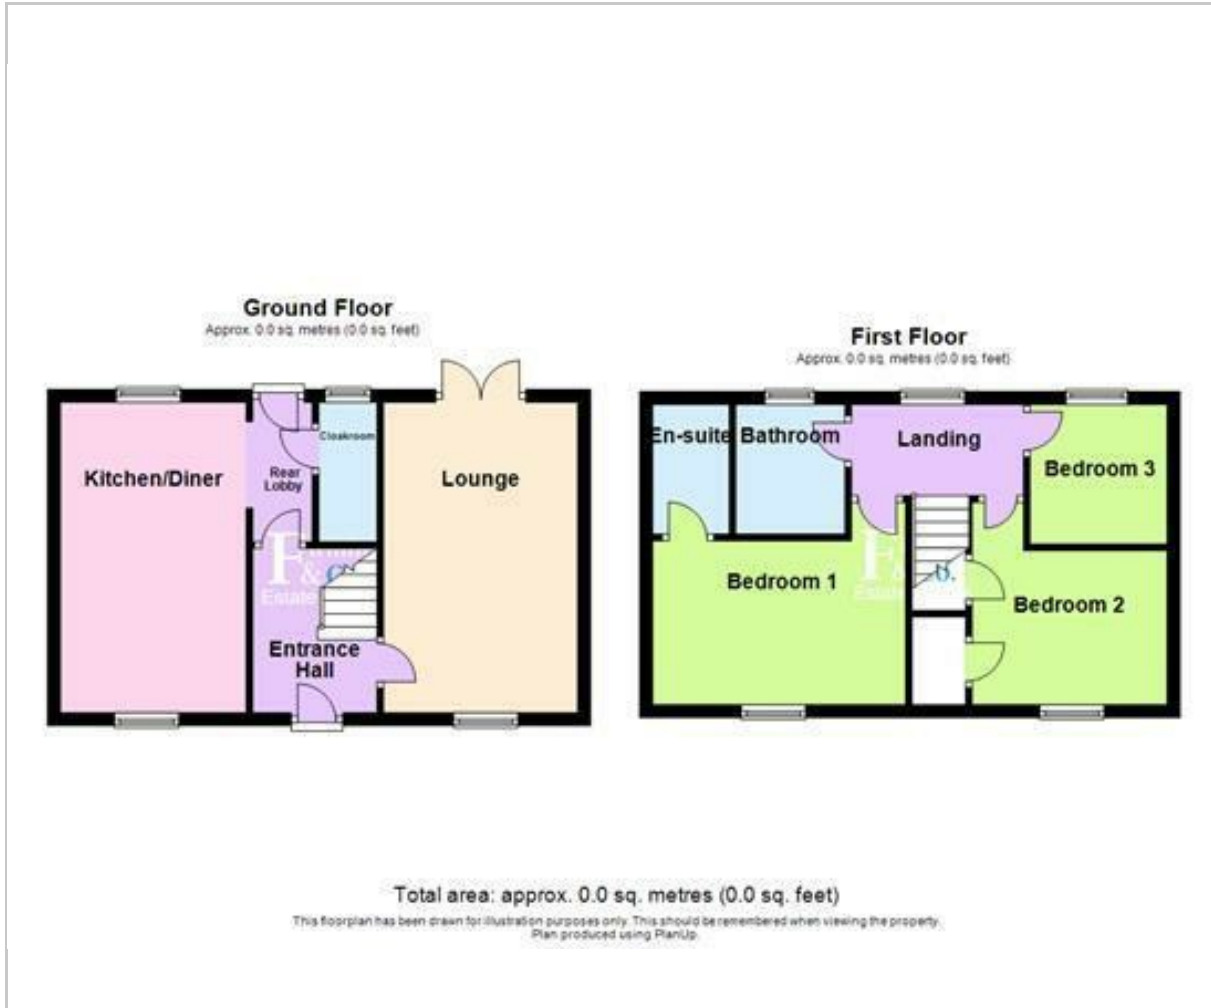 Ground Floor
Approx. 0.0 sq. metres (0.0 sq. feet)
Kitchen/Diner
Rear
Lobby
Cloakroom
Lounge
F
& C
Estate
Entrance
Hall
First Floor
Approx. 0.0 sq. metres (0.0 sq. feet)
En-suite
Bathroom
Landing
Bedroom 3
Bedroom 1
Bedroom 2
Total area: approx. 0.0 sq. metres (0.0 sq. feet)
This floorplan has been drawn for illustration purposes only. This should be remembered when viewing the property.
Plan produced using PlanUp.